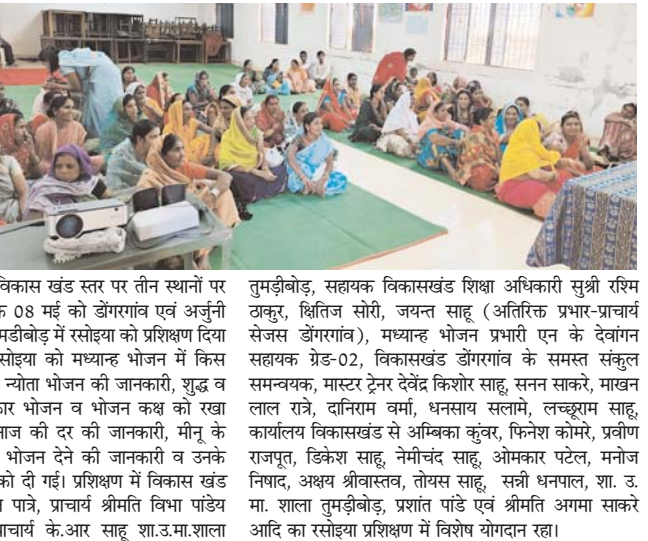 विकास खंड स्तर पर तीन स्थानों पर
08 मई को डोंगरगांव एवं अर्जुनी
में रसोइया को प्रशिक्षण दिया
को मध्यान्ह भोजन में किस
न्योता भोजन की जानकारी, शुद्ध व
भोजन व भोजन कक्ष को रखा
की दर की जानकारी, मीनू के
भोजन देने की जानकारी व उनके
को दी गई। प्रशिक्षण में विकास खंड
पात्रे, प्राचार्य श्रीमति विभा पांडेय
के.आर साहू शा.उ.मा.शाला
तुमड़ीबोड़, सहायक विकासखंड शिक्षा अधिकारी सुश्री रश्मि
ठाकुर, क्षितिज सोरी, जयन्त साहू (अतिरिक्त प्रभार-प्राचार्य
सेजस डोंगरगांव), मध्यान्ह भोजन प्रभारी एन के देवांगन
सहायक ग्रेड-02, विकासखंड डोंगरगांव के समस्त संकुल
समन्वयक, मास्टर ट्रेनर देवेंद्र किशोर साहू, सनन साकरे, माखन
लाल रात्रे, दानिराम वर्मा, धनसाय सलामे, लच्छूराम साहू,
कार्यालय विकासखंड से अम्बिका कुंवर, फिनेश कोमरे, प्रवीण
राजपूत, डिकेश साहू, नेमीचंद साहू, ओमकार पटेल, मनोज
निषाद, अक्षय श्रीवास्तव, तोयस साहू, सन्नी धनपाल, शा. उ.
मा. शाला तुमड़ीबोड़, प्रशांत पांडे एवं श्रीमति अगमा साकरे
आदि का रसोइया प्रशिक्षण में विशेष योगदान रहा।